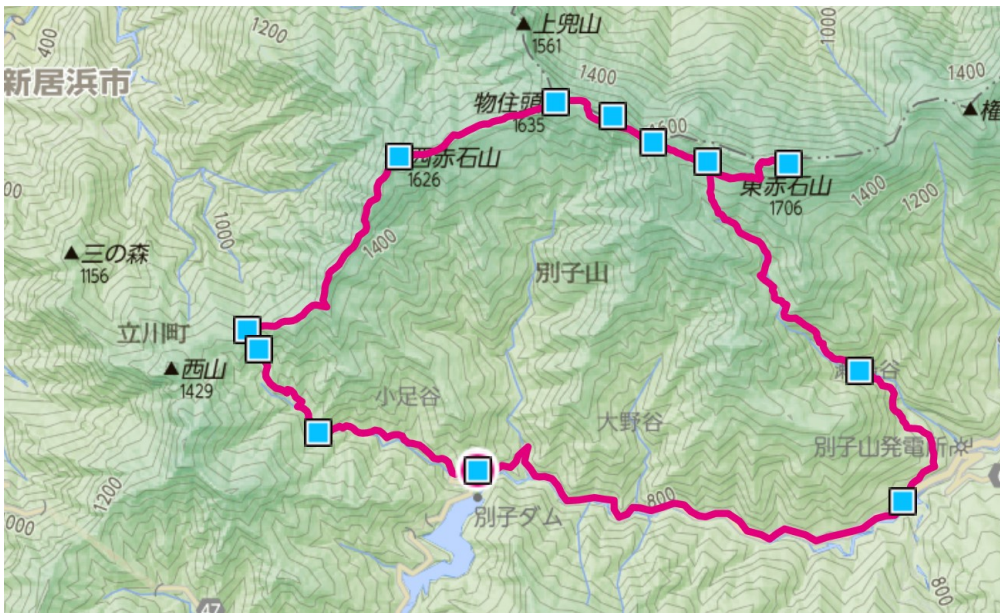 上兜山
1561
1200
1000
400
新居浜市
1400
1400
物住頭
1635
1600
西赤石山
1626
東赤石山
1706
1400
1200
1000
1400
三の森
1156
別子山
立川町
西山
1429
小足谷
大野谷
別子山発電所
800
別子ダム
1200
47
800